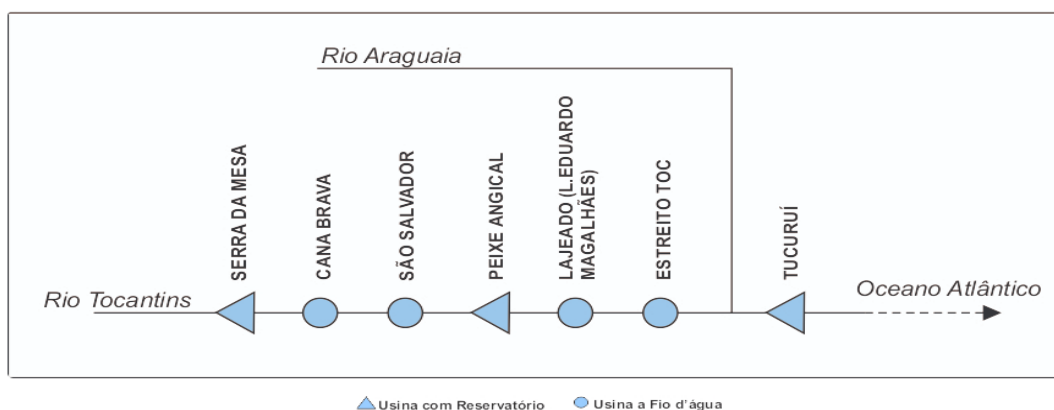 Rio Araguaia
SERRA DA MESA
CANA BRAVA
SÃO SALVADOR
PEIXE ANGICAL
LAJEADO (L.EDUARDO
MAGALHÃES)
ESTREITO TOC
TUCURUÍ
Rio Tocantins
Oceano Atlântico
Usina com Reservatório
Usina a Fio d'água